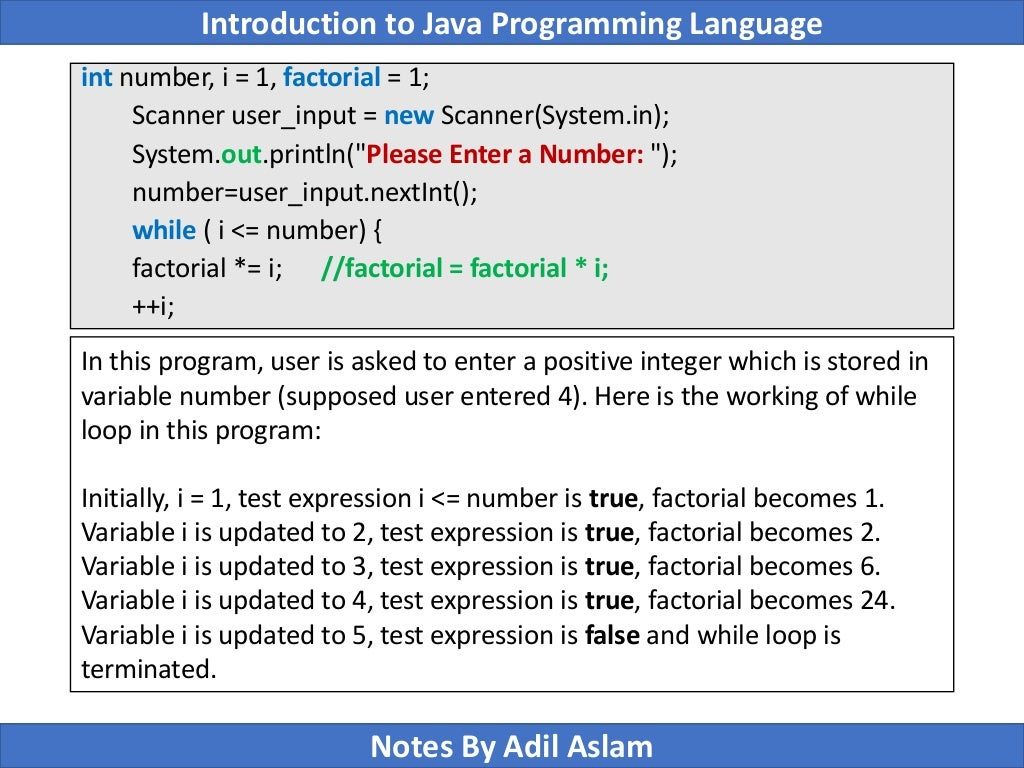 Introduction to Java Programming Language
int number, i = 1, factorial = 1;
Scanner user_input = new Scanner(System.in);
System.out.println("Please Enter a Number: ");
number=user_input.nextInt();
while ( i <= number) {
factorial *= i; //factorial = factorial * i;
++i;
In this program, user is asked to enter a positive integer which is stored in
variable number (supposed user entered 4). Here is the working of while
loop in this program:
Initially, i = 1, test expression i <= number is true, factorial becomes 1.
Variable i is updated to 2, test expression is true, factorial becomes 2.
Variable i is updated to 3, test expression is true, factorial becomes 6.
Variable i is updated to 4, test expression is true, factorial becomes 24.
Variable i is updated to 5, test expression is false and while loop is
terminated.
Notes By Adil Aslam